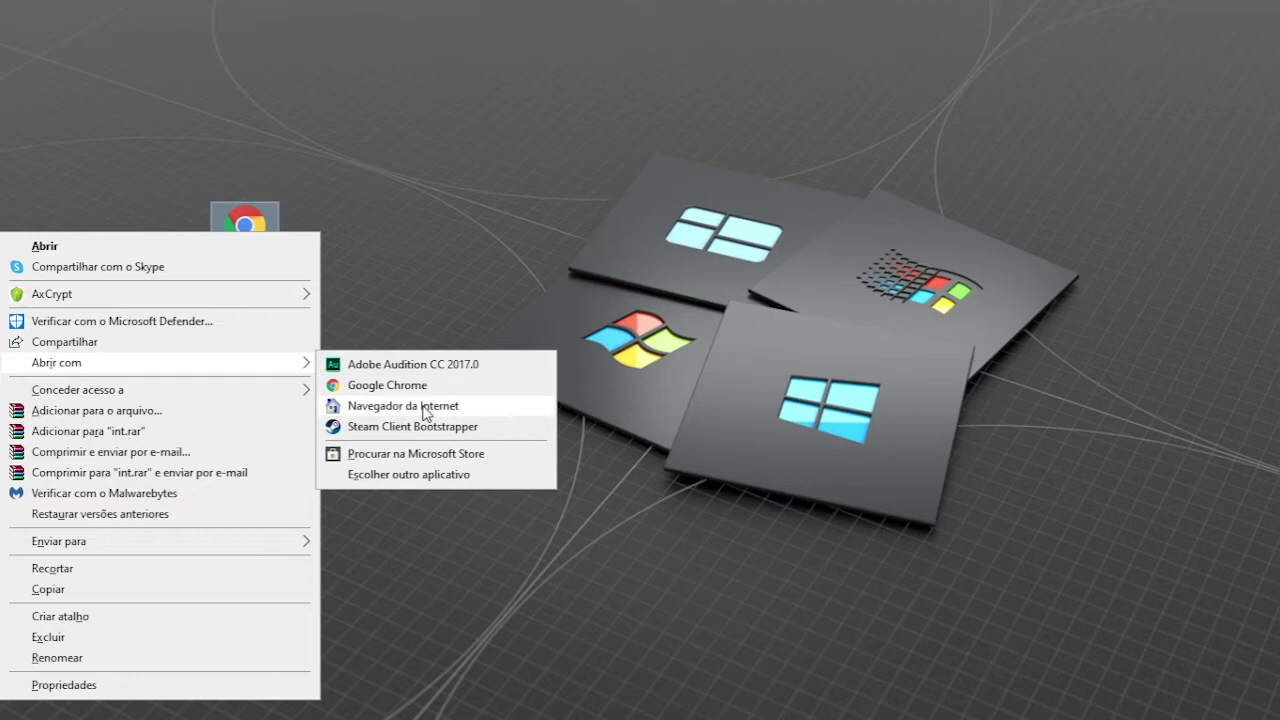 Abrir
Compartilhar com o Skype
AxCrypt
Verificar com o Microsoft Defender...
Compartilhar
Abrir com
Conceder acesso a
Adicionar para o arquivo...
Adicionar para "int.rar"
Comprimir e enviar por e-mail...
Comprimir para "int.rar" e enviar por e-mail
Verificar com o Malwarebytes
Restaurar versões anteriores
Enviar para
Recortar
Copiar
Criar atalho
Excluir
Renomear
Propriedades
Au
Adobe Audition CC 2017.0
Google Chrome
Navegador da Internet
Steam Client Bootstrapper
Procurar na Microsoft Store
Escolher outro aplicativo